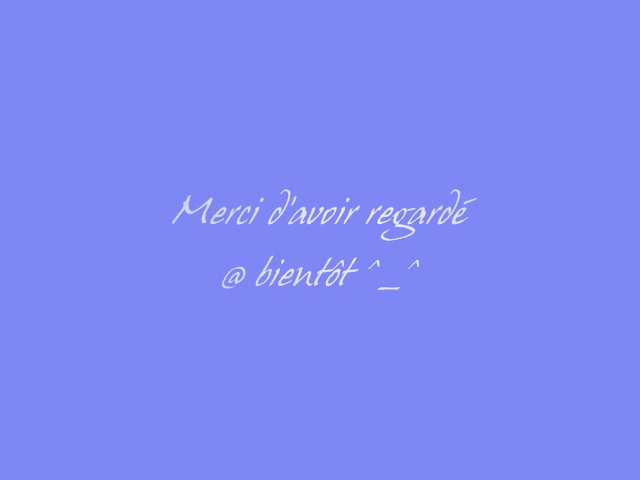 Merci d'avoir regardé
@ bientôt ^_^